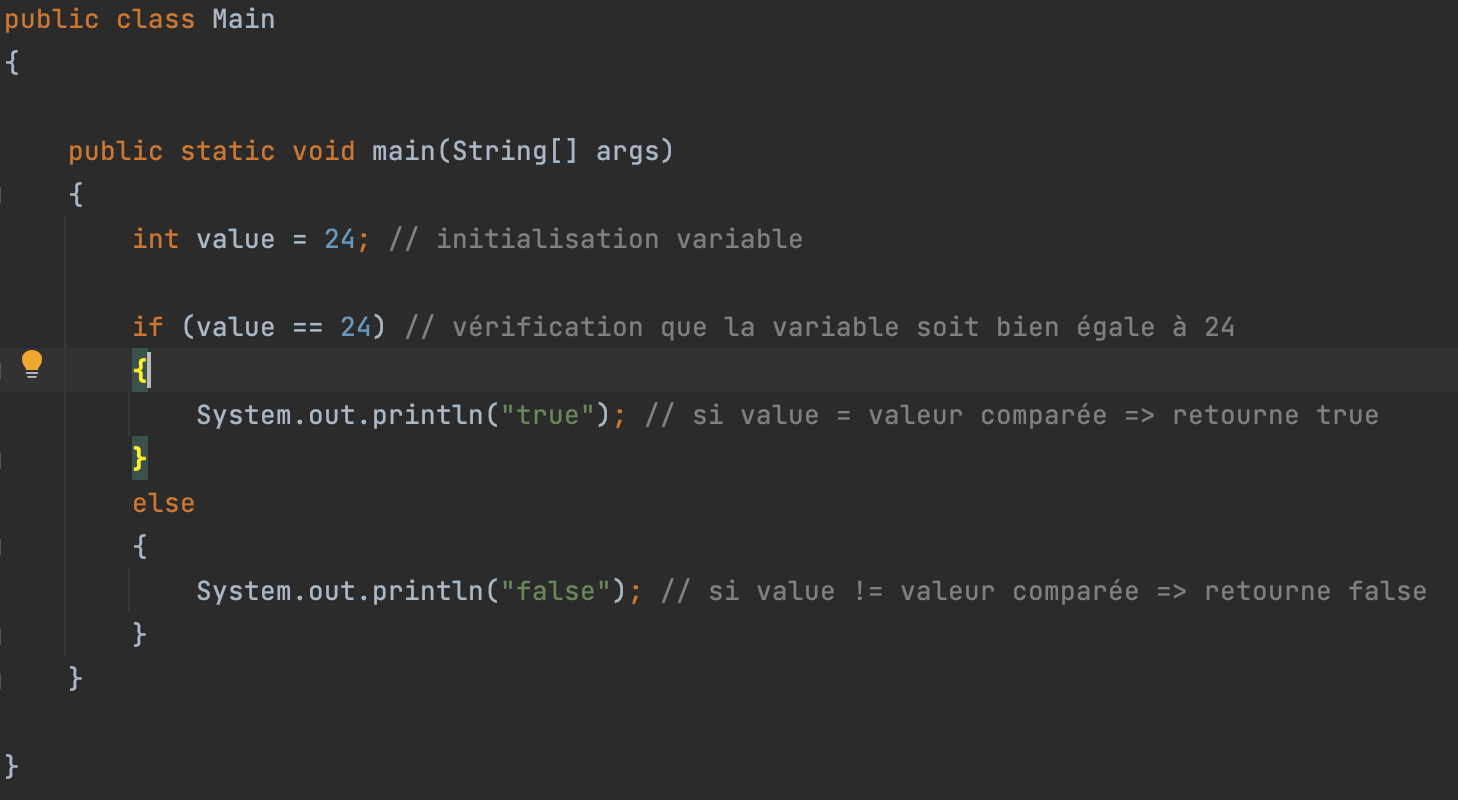 public class Main
{
public static void main(String[] args)
{
int value = 24; // initialisation variable
if (value == 24) // vérification que la variable soit bien égale à 24
{
System.out.println("true"); // si value = valeur comparée => retourne true
}
else
{
System.out.println("false"); // si value != valeur comparée => retourne false
}
}
}